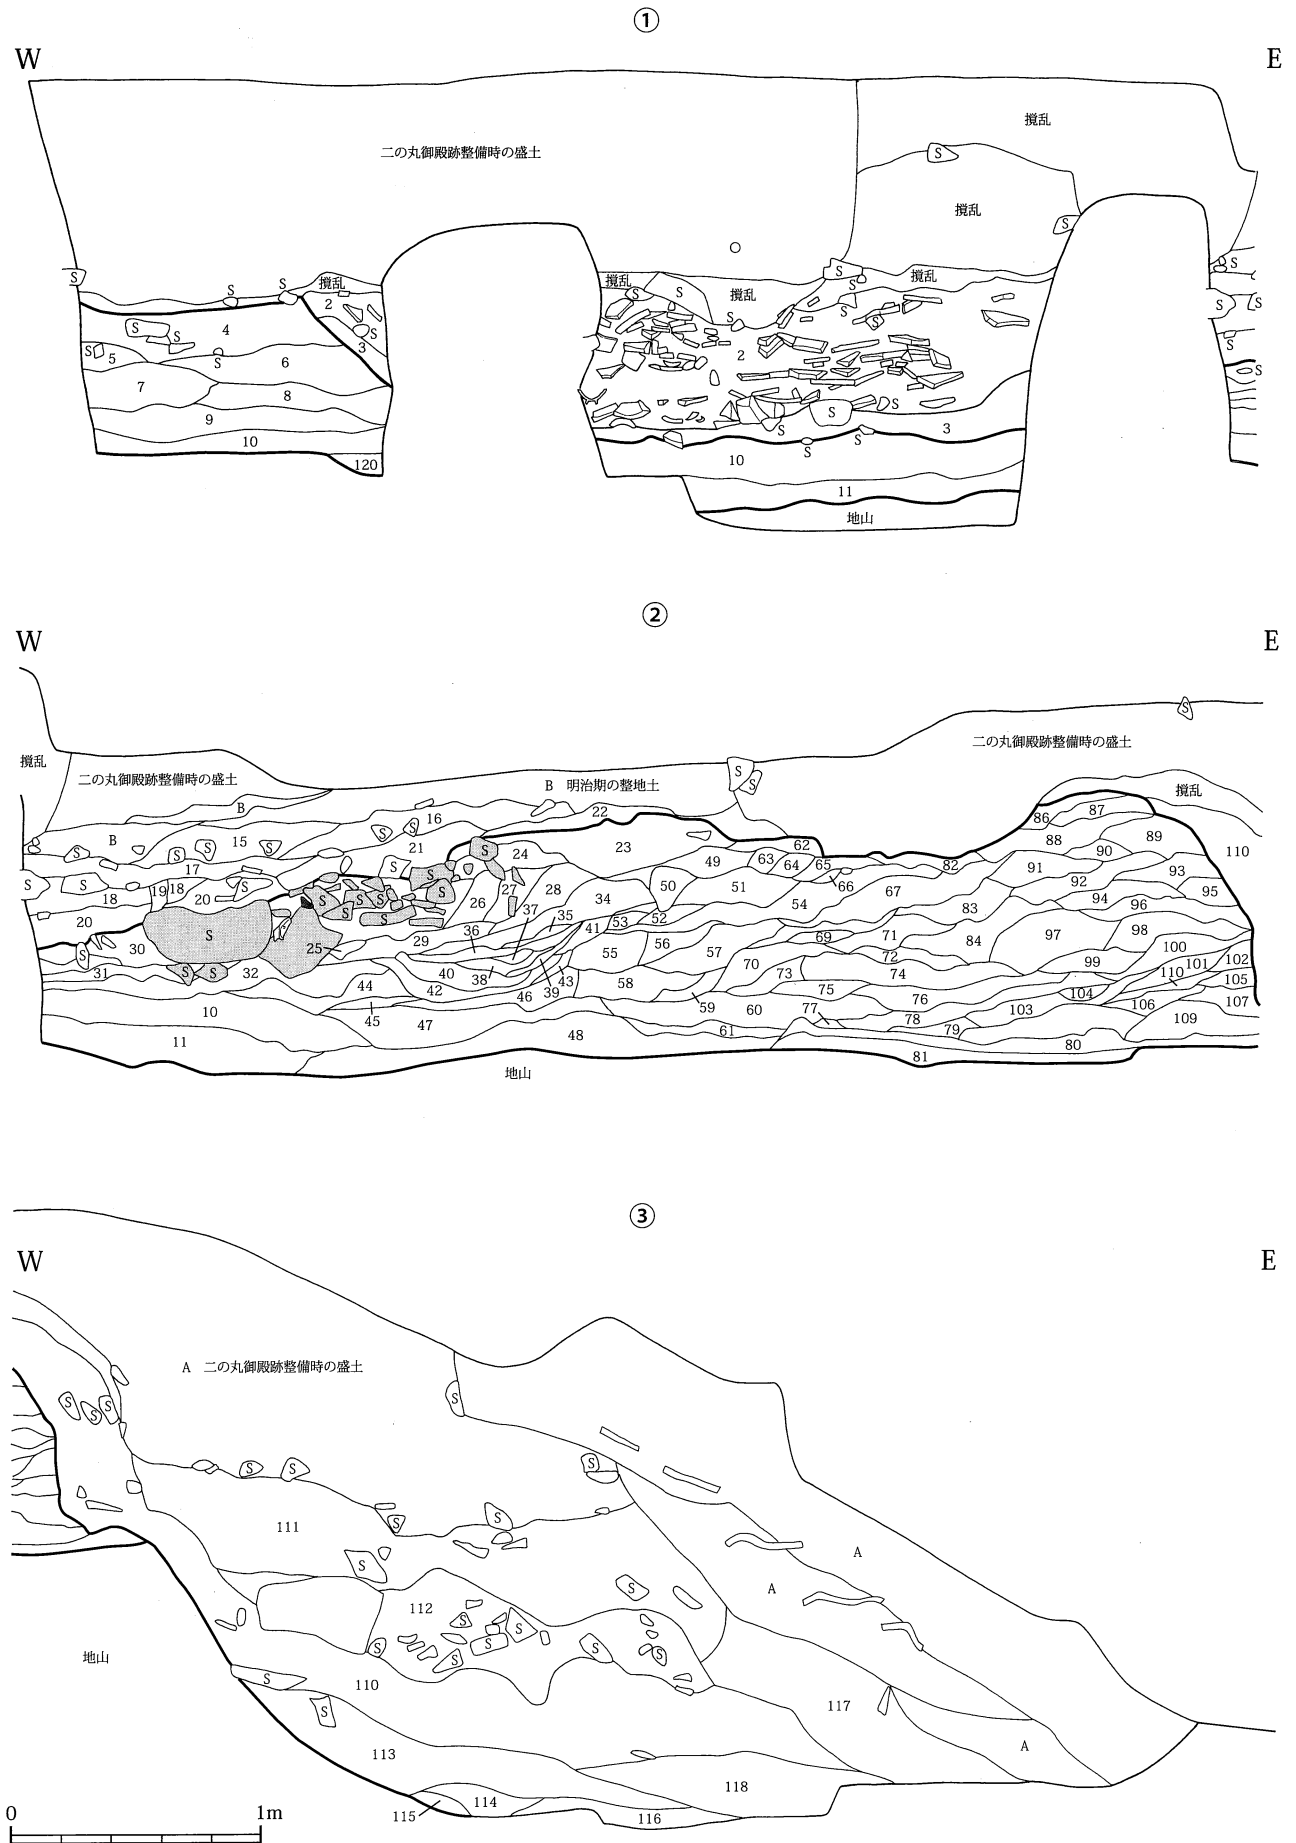 ①
W E
攪乱
二の丸御殿跡整備時の盛土
S
攪乱
S
S
S S 攪乱 攪乱 S 攪乱 S
2 S S 攪乱 S S S
S 4 S S S S
S 5 S 6 3 2 S
7 8 S
9 S S
10 S 3
120 10 S S
11
地山
②
W E
S
攪乱 二の丸御殿跡整備時の盛土
二の丸御殿跡整備時の盛土 S
B 明治期の整地土 S 攪乱
B 16 22 86 87
B 15 S S 23 62 88 89
S S S S 21 S 24 49 63 64 65 82 90 110
17 S S 91 93
S S 19 18 20 S S S 27 28 50 51 66 67 92 95
18 S S S 26 34 54 83 94 96
20 S S 37 35 53 52 69 71 97 98
30 S 25 29 36 41 56 57 72 84 100
31 S S 32 40 38 55 70 73 74 99 101 102
44 42 39 43 58 75 76 110 105
10 46 59 60 77 103 104 106 107
45 47 61 78 79 109
11 48 80
81
地山
③
W E
A 二の丸御殿跡整備時の盛土
S S S S
S S S
S S
111 S A
S S A
112 S
S S S S S
S 110
S 117
113 A
118
115 114 116
地山
0 1m